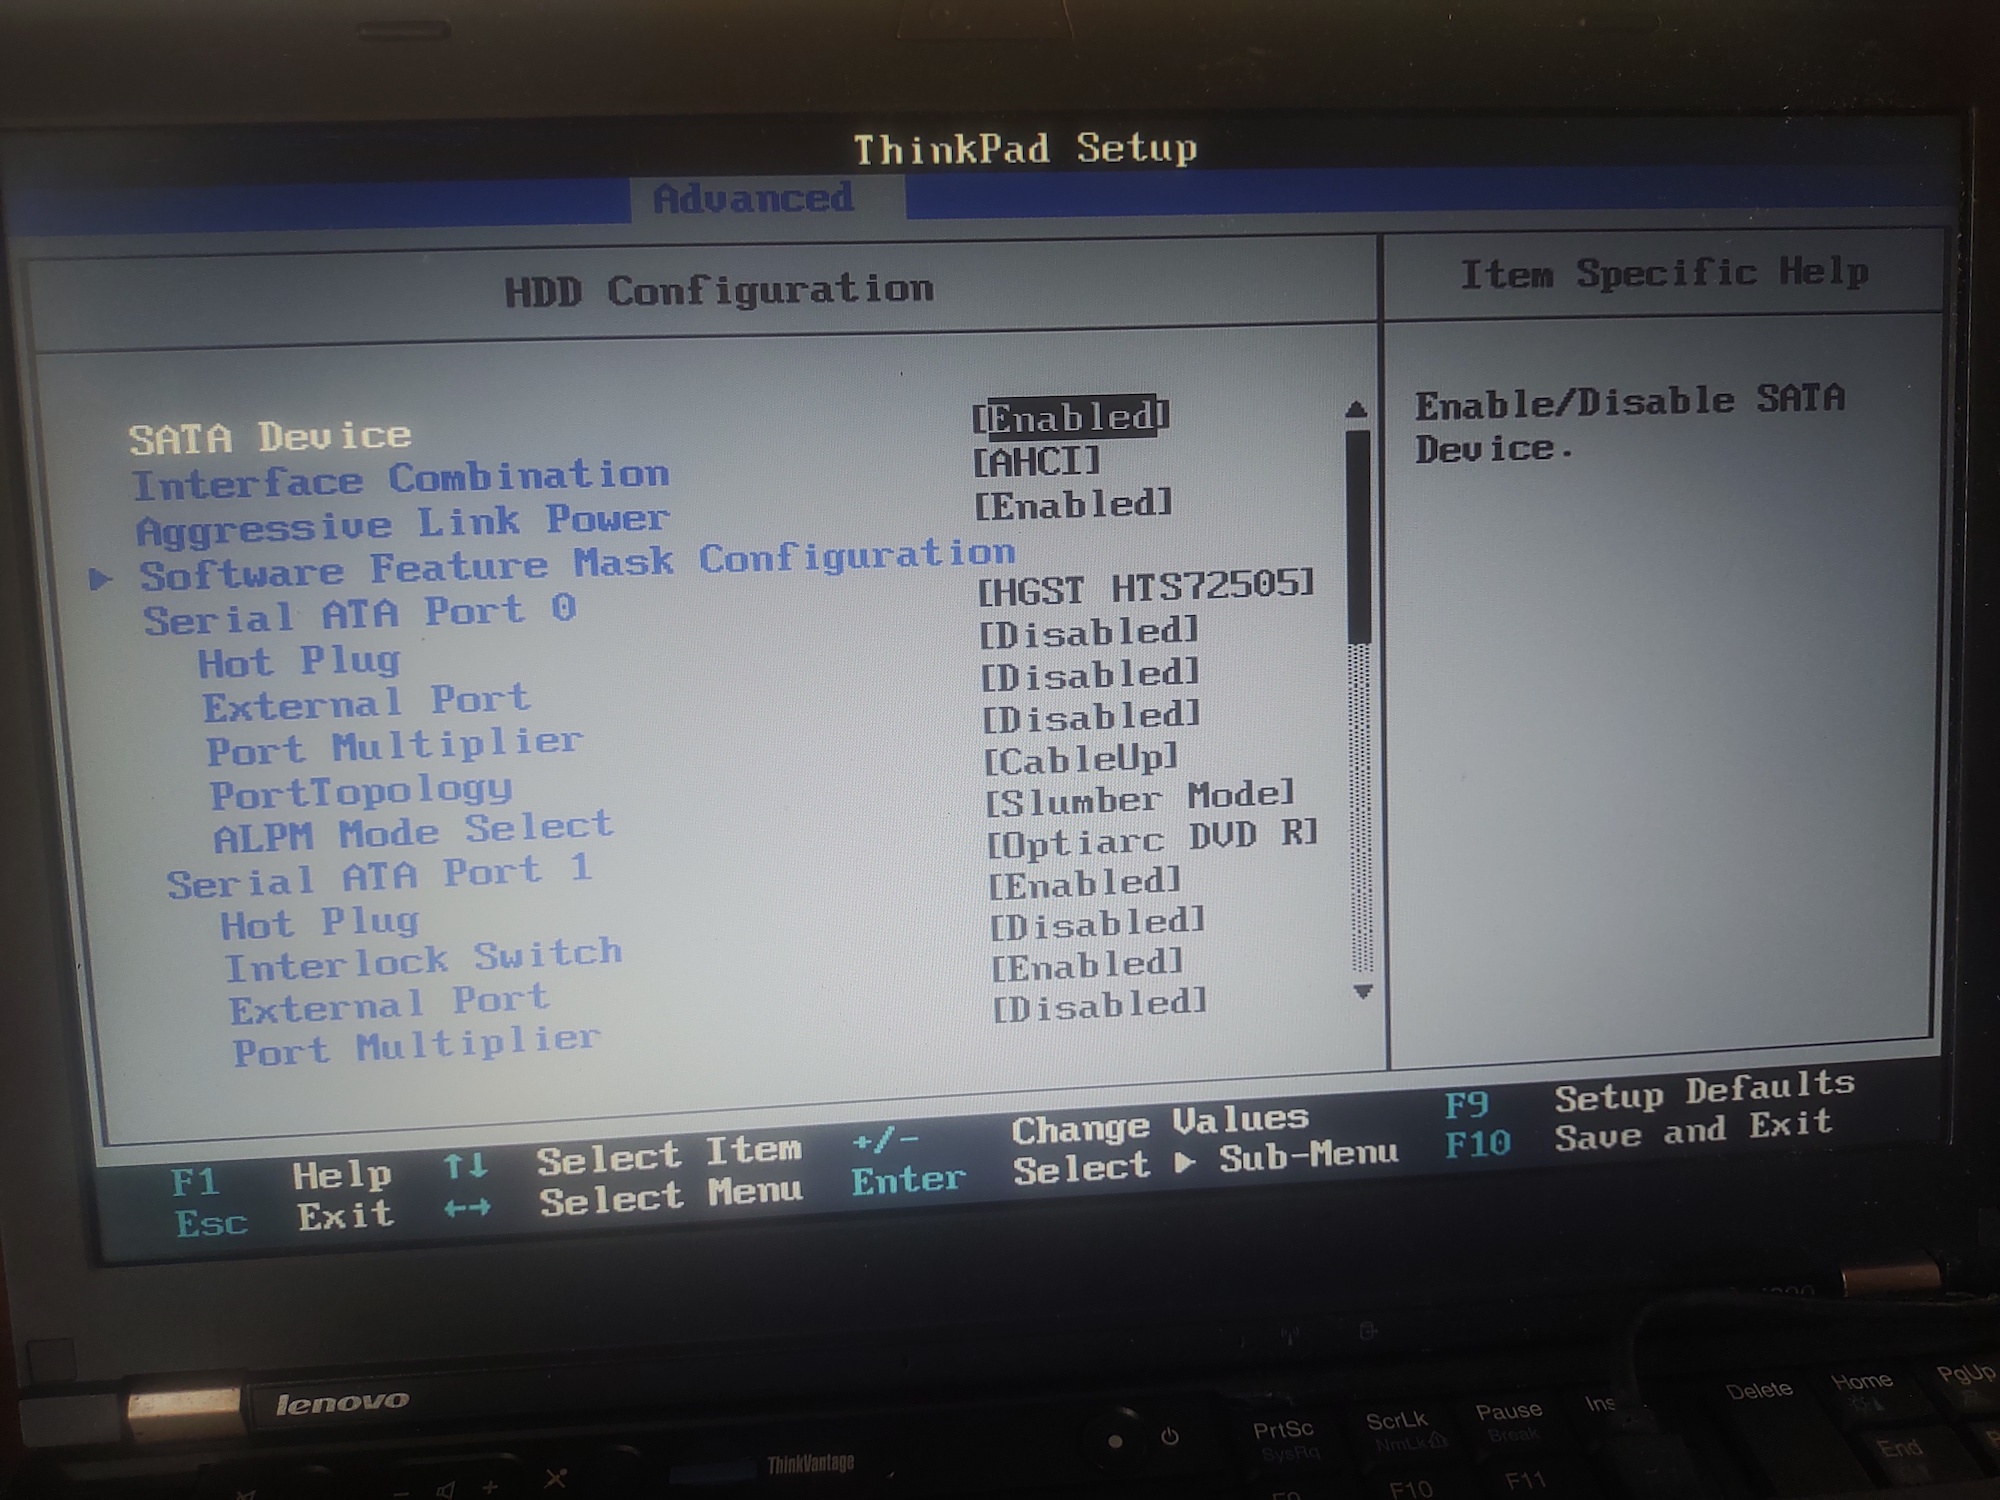 ThinkPad Setup
Advanced
HDD Configuration
Item Specific Help
SATA Device [Enabled]
Interface Combination [AHCI]
Aggressive Link Power [Enabled]
▶ Software Feature Mask Configuration
Serial ATA Port 0 [HGST HTS72505]
Hot Plug [Disabled]
External Port [Disabled]
Port Multiplier [Disabled]
PortTopology [CableUp]
ALPM Mode Select [Slumber Mode]
Serial ATA Port 1 [Optiarc DVD R]
Hot Plug [Enabled]
Interlock Switch [Disabled]
External Port [Enabled]
Port Multiplier [Disabled]
Enable/Disable SATA
Device.
F1 Help ↑↓ Select Item +/- Change Values F9 Setup Defaults
Esc Exit ←→ Select Menu Enter Select ▶ Sub-Menu F10 Save and Exit
lenovo
ThinkVantage
PrtSc
SysRq
ScrLk
NmLk
Pause
Break
Ins
Delete
Home
PgUp
End
F9
F10
F11